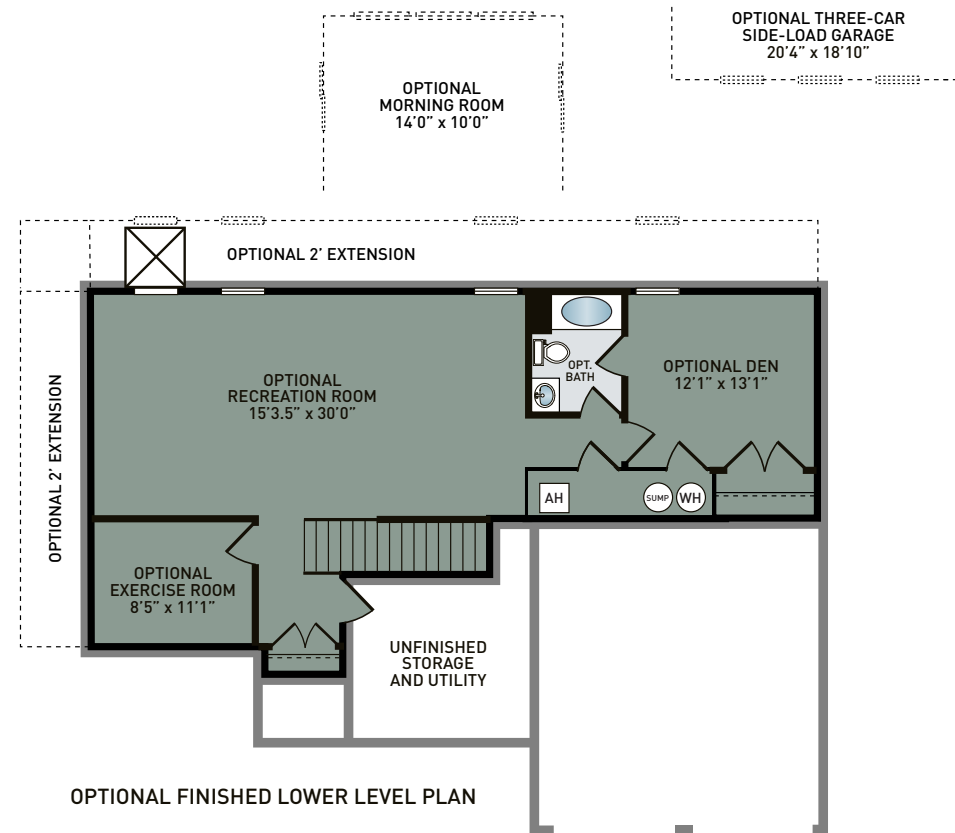 OPTIONAL THREE-CAR
SIDE-LOAD GARAGE
20'4" x 18'10"
OPTIONAL
MORNING ROOM
14'0" x 10'0"
OPTIONAL 2' EXTENSION
OPTIONAL 2' EXTENSION
OPTIONAL
RECREATION ROOM
15'3.5" x 30'0"
OPT.
BATH
OPTIONAL DEN
12'1" x 13'1"
AH
SUMP
WH
OPTIONAL
EXERCISE ROOM
8'5" x 11'1"
UNFINISHED
STORAGE
AND UTILITY
OPTIONAL FINISHED LOWER LEVEL PLAN